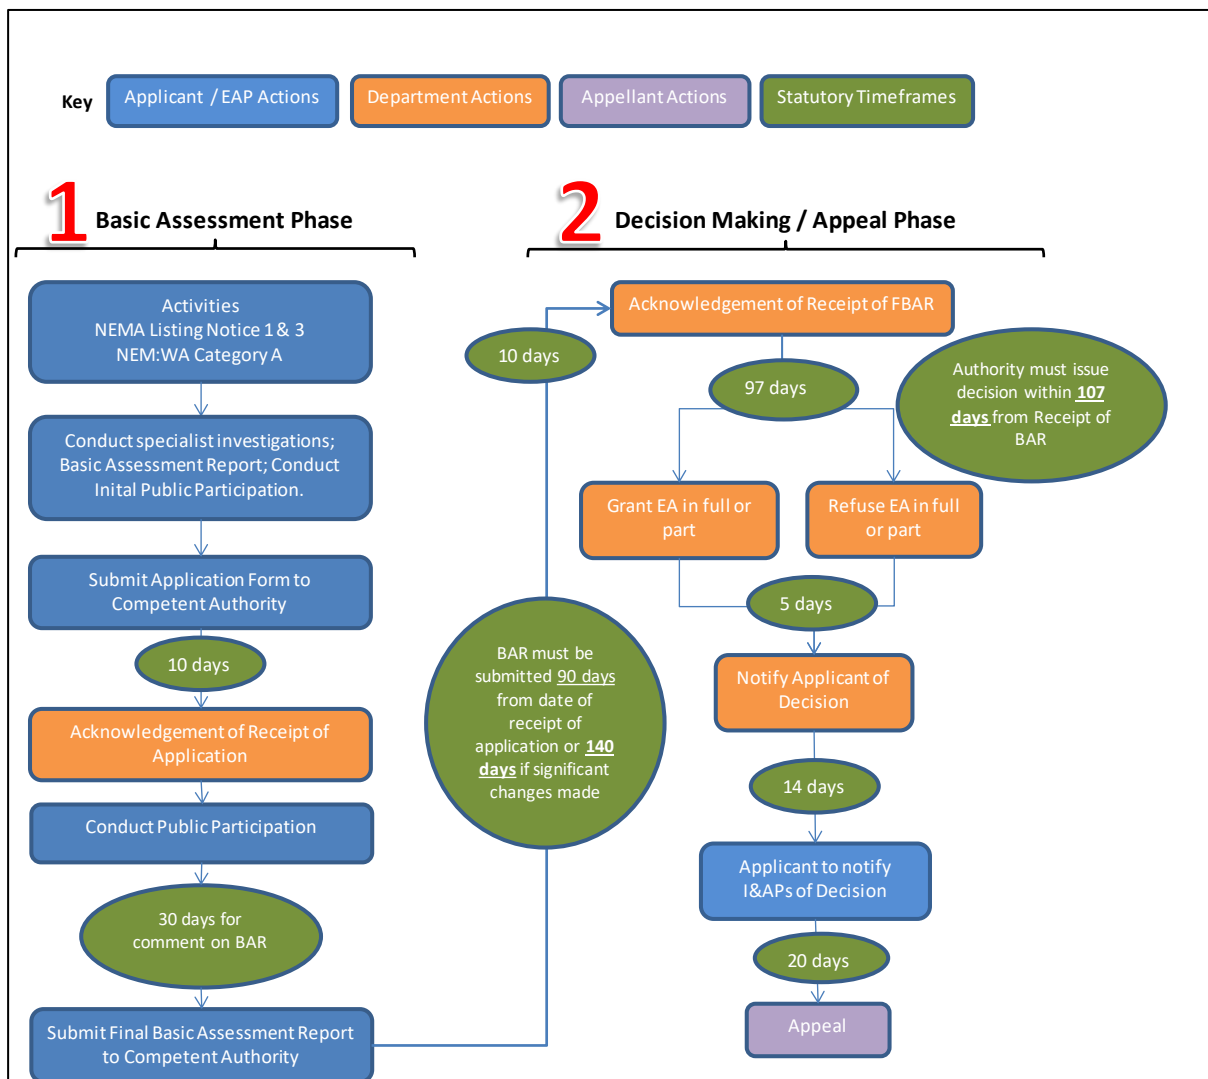 Key
Applicant / EAP Actions
Department Actions
Appellant Actions
Statutory Timeframes
1 Basic Assessment Phase
Activities
NEMA Listing Notice 1 & 3
NEM:WA Category A
Conduct specialist investigations;
Basic Assessment Report; Conduct
Inital Public Participation.
Submit Application Form to
Competent Authority
10 days
Acknowledgement of Receipt of
Application
Conduct Public Participation
30 days for
comment on BAR
Submit Final Basic Assessment Report
to Competent Authority
BAR must be
submitted 90 days
from date of
receipt of
application or 140
days if significant
changes made
10 days
2 Decision Making / Appeal Phase
Acknowledgement of Receipt of FBAR
97 days
Authority must issue
decision within 107
days from Receipt of
BAR
Grant EA in full or
part
Refuse EA in full
or part
5 days
Notify Applicant of
Decision
14 days
Applicant to notify
I&APs of Decision
20 days
Appeal